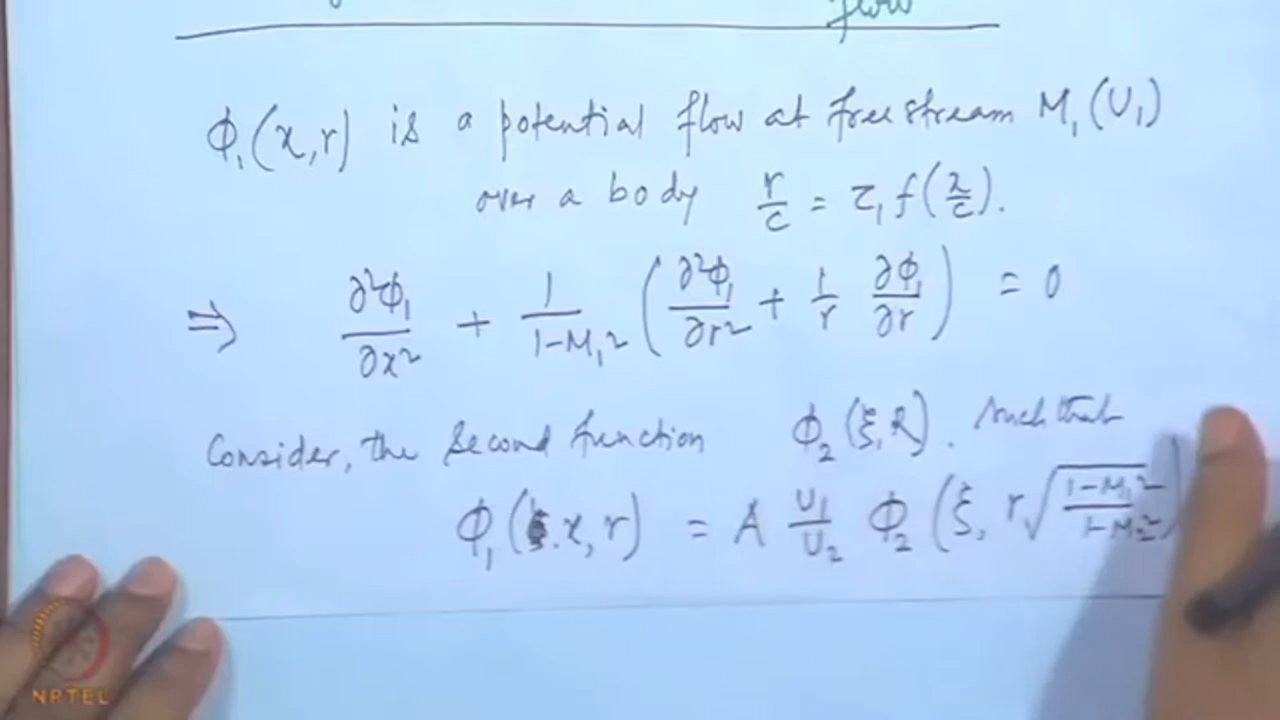 flow
ϕ₁(x,r) is a potential flow at free stream M₁(U₁)
over a body r/c = τ₁ f(x/c).
⇒ ∂²ϕ₁/∂x² + 1/(1-M₁²) (∂²ϕ₁/∂r² + 1/r ∂ϕ₁/∂r) = 0
Consider, the second function ϕ₂(ξ,R). such that
ϕ₁(x,r) = A U₁/U₂ ϕ₂(ξ, r√((1-M₁²)/(1-M₂²)))
NPTEL